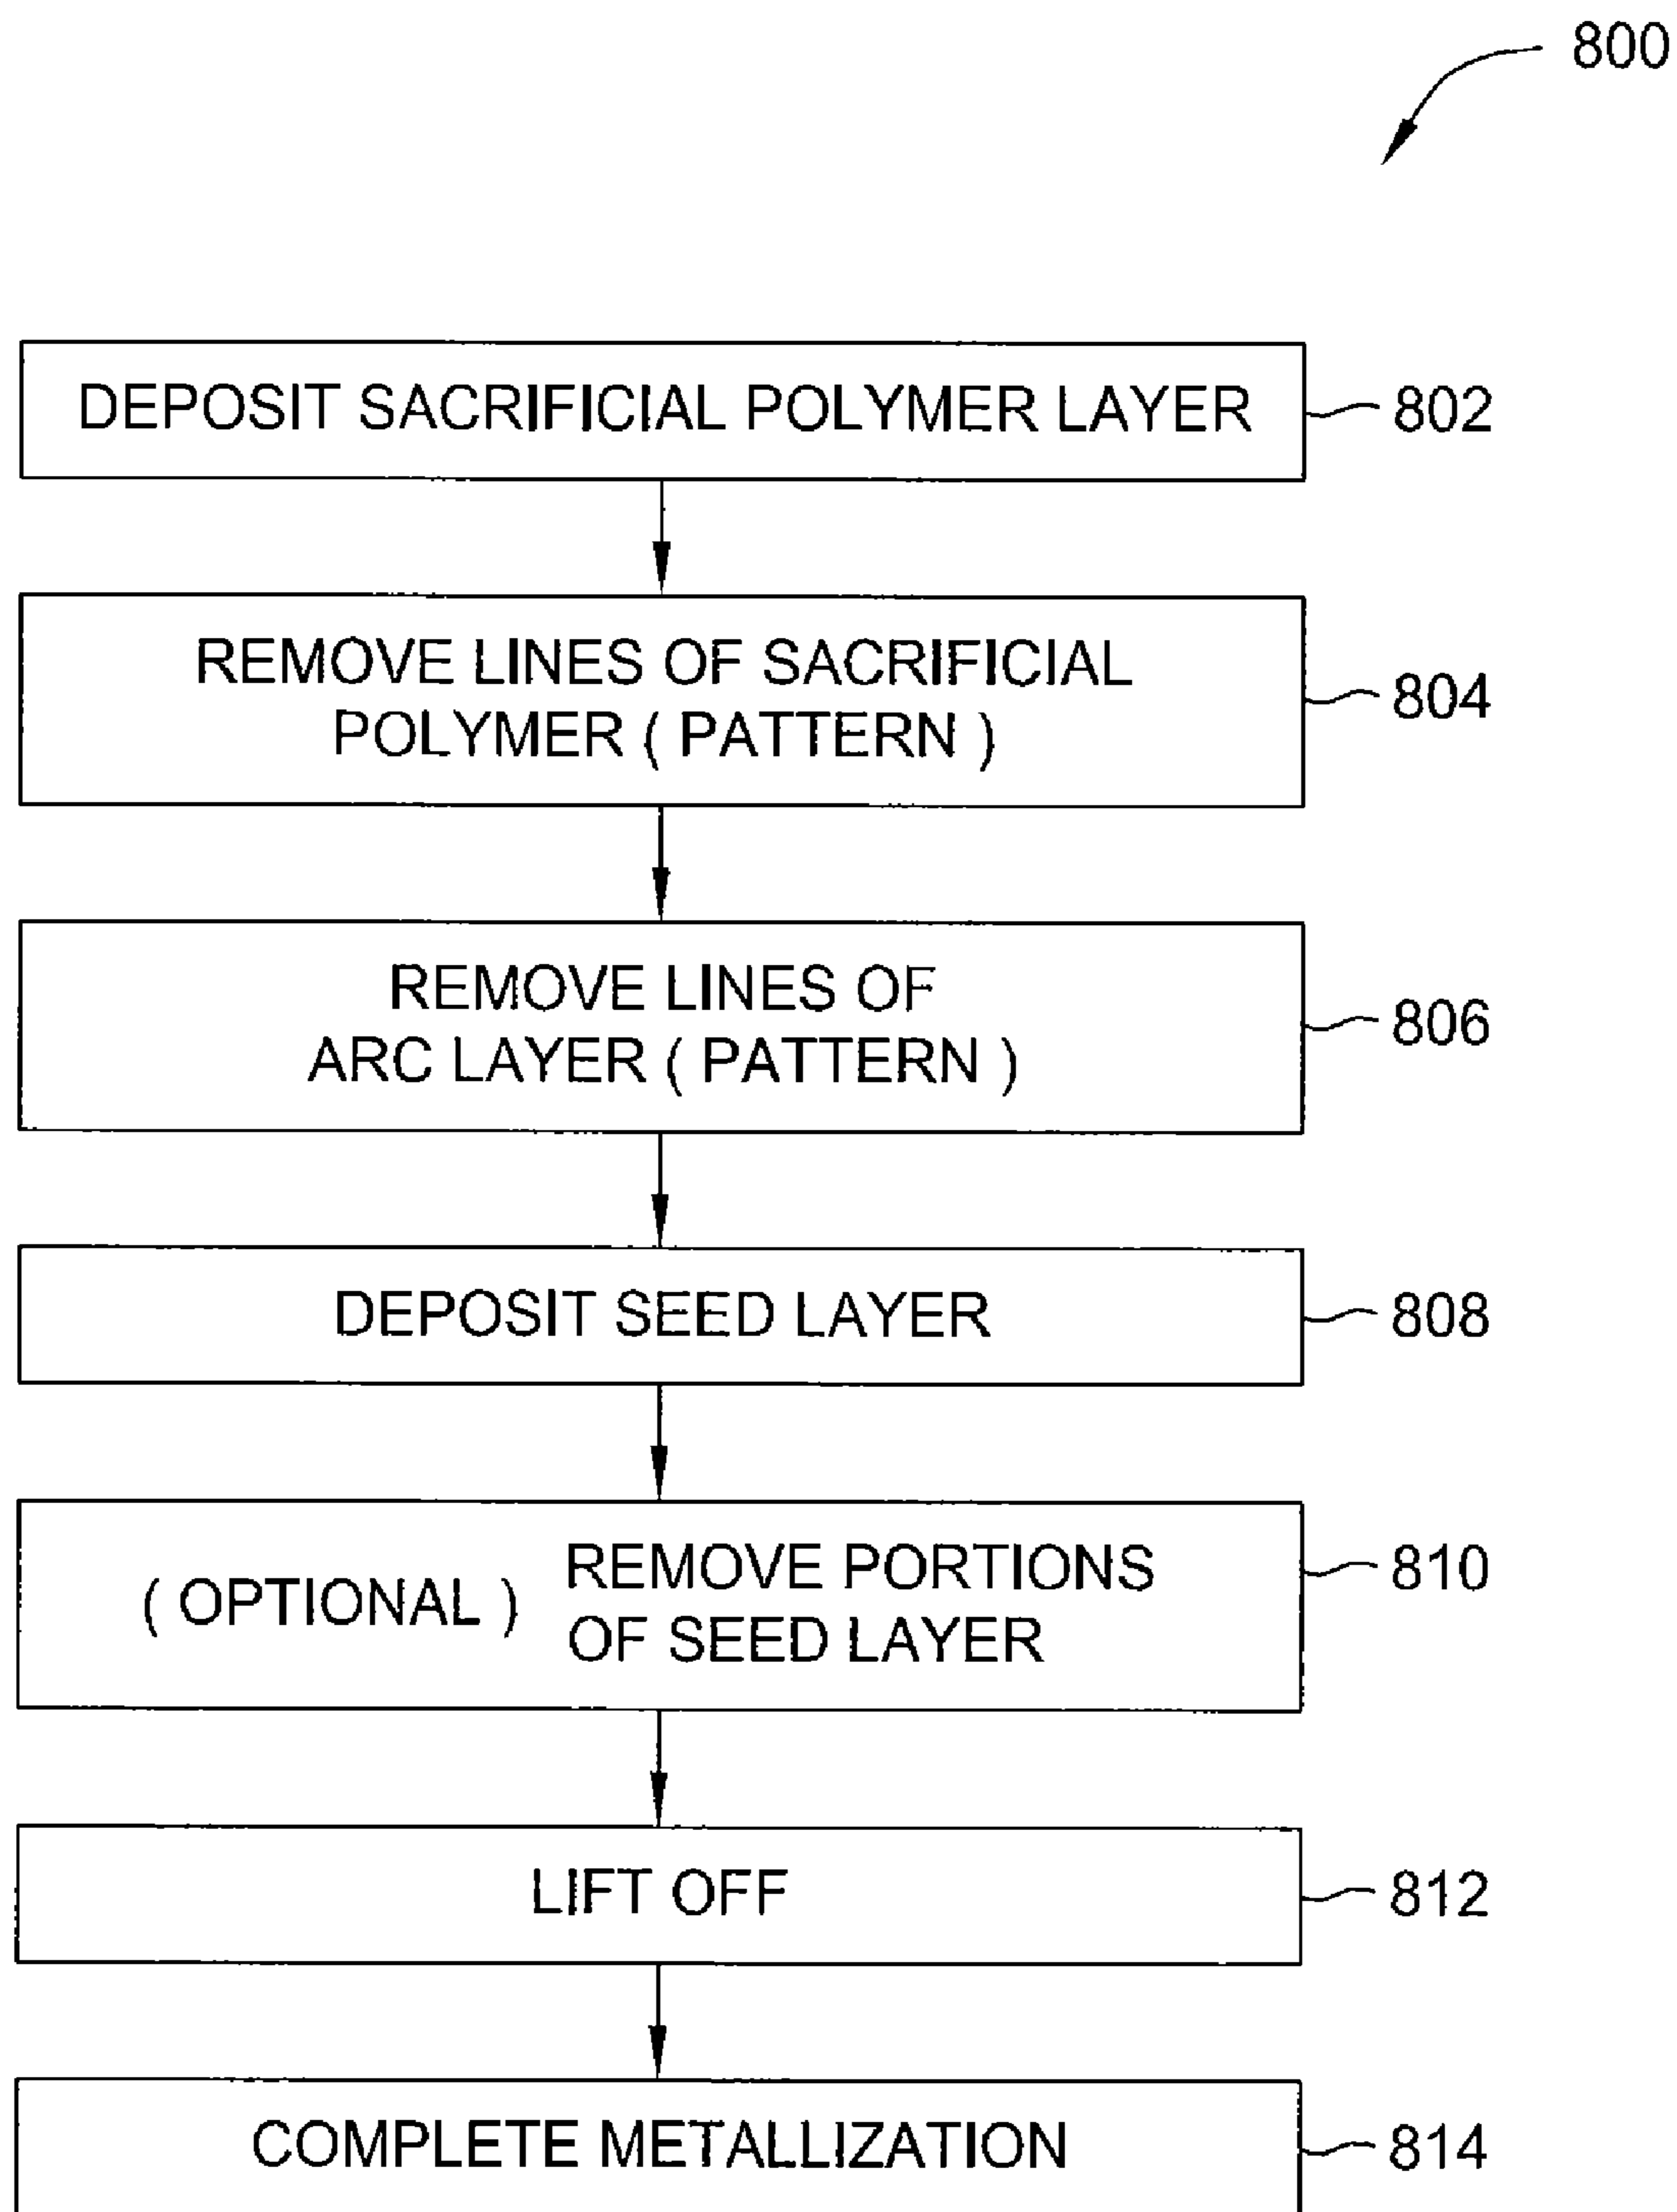 800
DEPOSIT SACRIFICIAL POLYMER LAYER
802
REMOVE LINES OF SACRIFICIAL
POLYMER ( PATTERN )
804
REMOVE LINES OF
ARC LAYER ( PATTERN )
806
DEPOSIT SEED LAYER
808
( OPTIONAL )
REMOVE PORTIONS
OF SEED LAYER
810
LIFT OFF
812
COMPLETE METALLIZATION
814